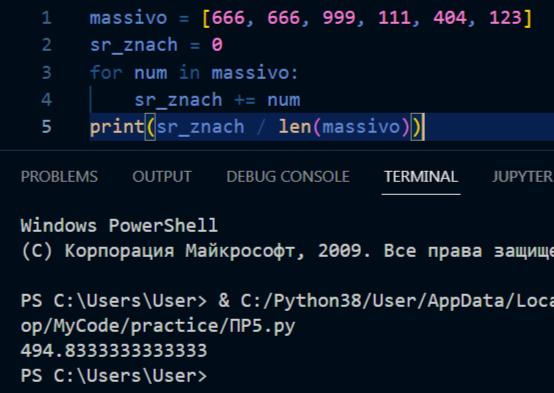 1 massivo = [666, 666, 999, 111, 404, 123]
2 sr_znach = 0
3 for num in massivo:
4     sr_znach += num
5 print(sr_znach / len(massivo))
PROBLEMS OUTPUT DEBUG CONSOLE TERMINAL JUPYTER
Windows PowerShell
(C) Корпорация Майкрософт, 2009. Все права защище
PS C:\Users\User> & C:/Python38/User/AppData/Loca
op/MyCode/practice/ПР5.py
494.8333333333333
PS C:\Users\User>